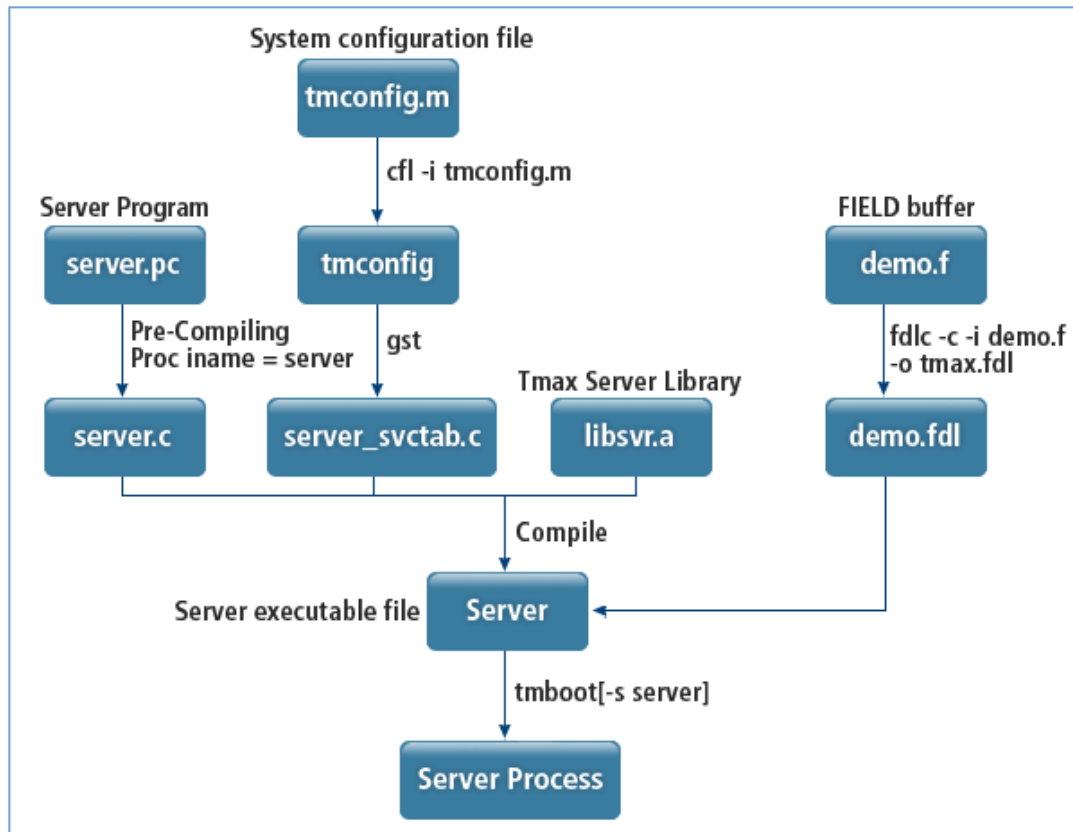 System configuration file
tmconfig.m
cfl -i tmconfig.m
Server Program
FIELD buffer
server.pc
tmconfig
demo.f
Pre-Compiling
Proc iname = server
gst
fdlc -c -i demo.f
-o tmax.fdl
Tmax Server Library
server.c
server_svctab.c
libsvr.a
demo.fdl
Compile
Server executable file
Server
tmboot[-s server]
Server Process